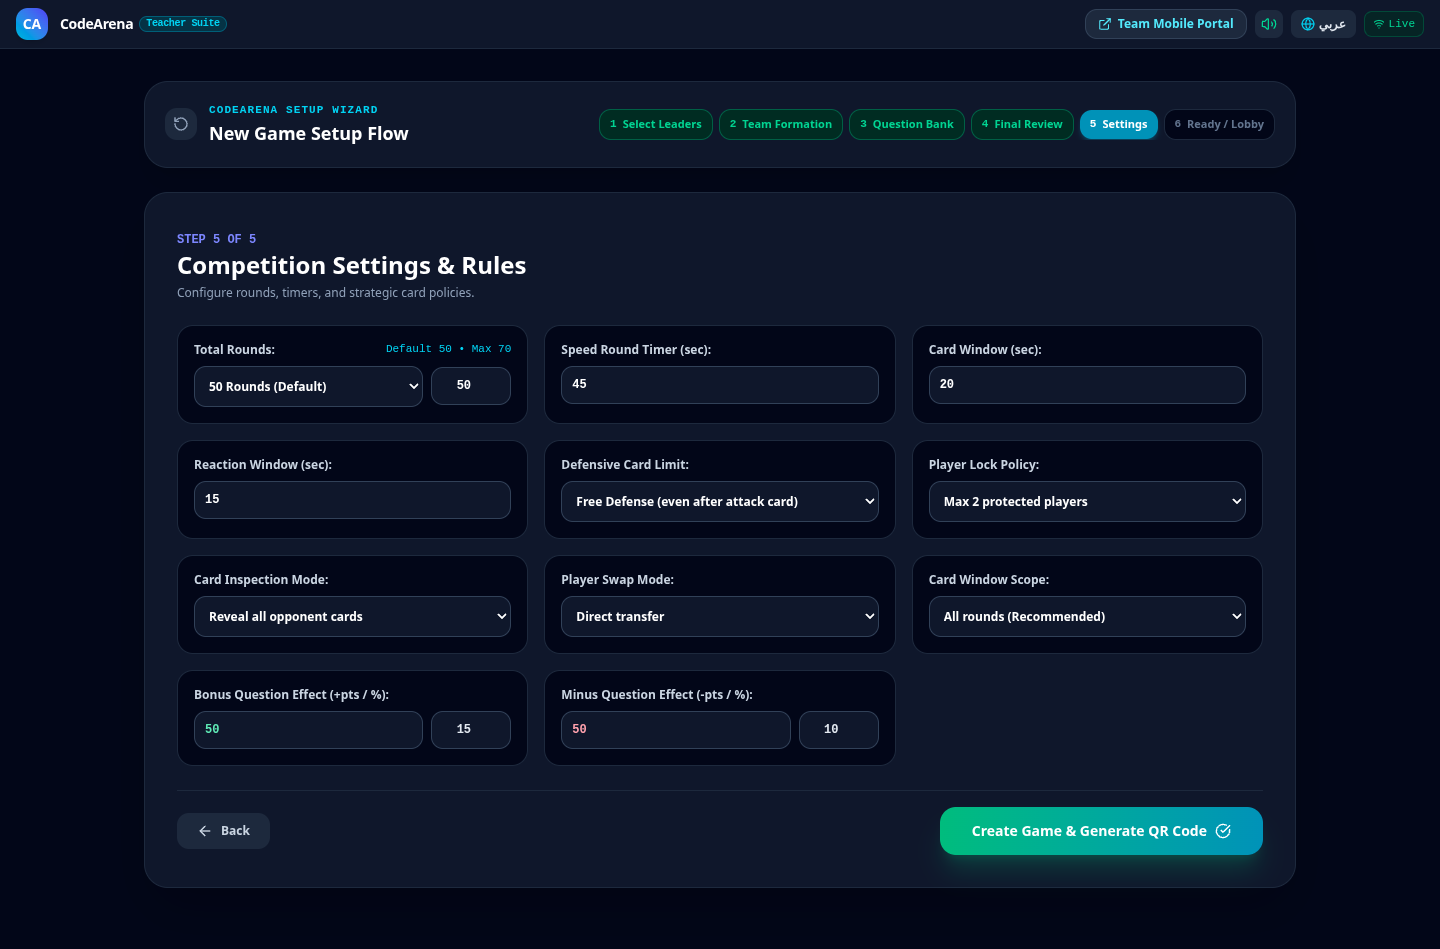 CA CodeArena Teacher Suite Team Mobile Portal عربي Live
CODEARENA SETUP WIZARD
New Game Setup Flow
1 Select Leaders 2 Team Formation 3 Question Bank 4 Final Review 5 Settings 6 Ready / Lobby
STEP 5 OF 5
Competition Settings & Rules
Configure rounds, timers, and strategic card policies.
Total Rounds: Default 50 • Max 70
50 Rounds (Default) 50
Speed Round Timer (sec):
45
Card Window (sec):
20
Reaction Window (sec):
15
Defensive Card Limit:
Free Defense (even after attack card)
Player Lock Policy:
Max 2 protected players
Card Inspection Mode:
Reveal all opponent cards
Player Swap Mode:
Direct transfer
Card Window Scope:
All rounds (Recommended)
Bonus Question Effect (+pts / %):
50 15
Minus Question Effect (-pts / %):
50 10
Back
Create Game & Generate QR Code